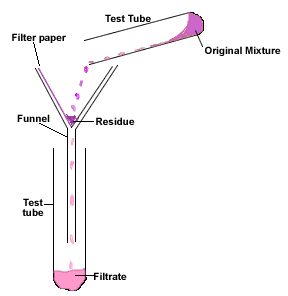 Test Tube
Filter paper
Original Mixture
Funnel
Residue
Test
tube
Filtrate